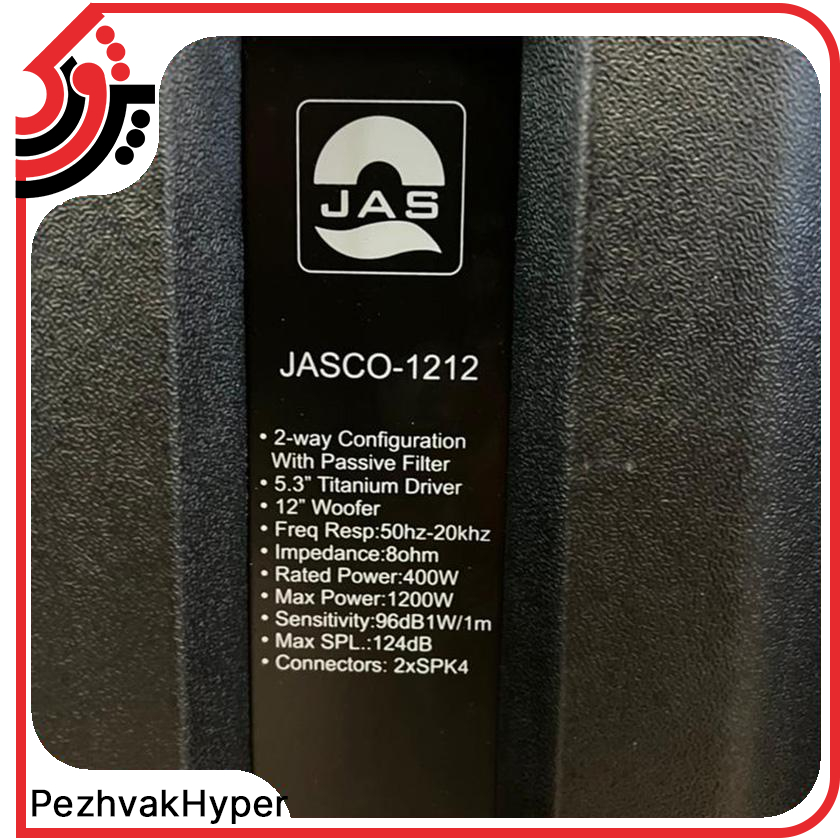 پژواک
JAS
JASCO-1212
• 2-way Configuration
With Passive Filter
• 5.3" Titanium Driver
• 12" Woofer
• Freq Resp:50hz-20khz
• Impedance:8ohm
• Rated Power:400W
• Max Power:1200W
• Sensitivity:96dB1W/1m
• Max SPL.:124dB
• Connectors: 2xSPK4
PezhvakHyper